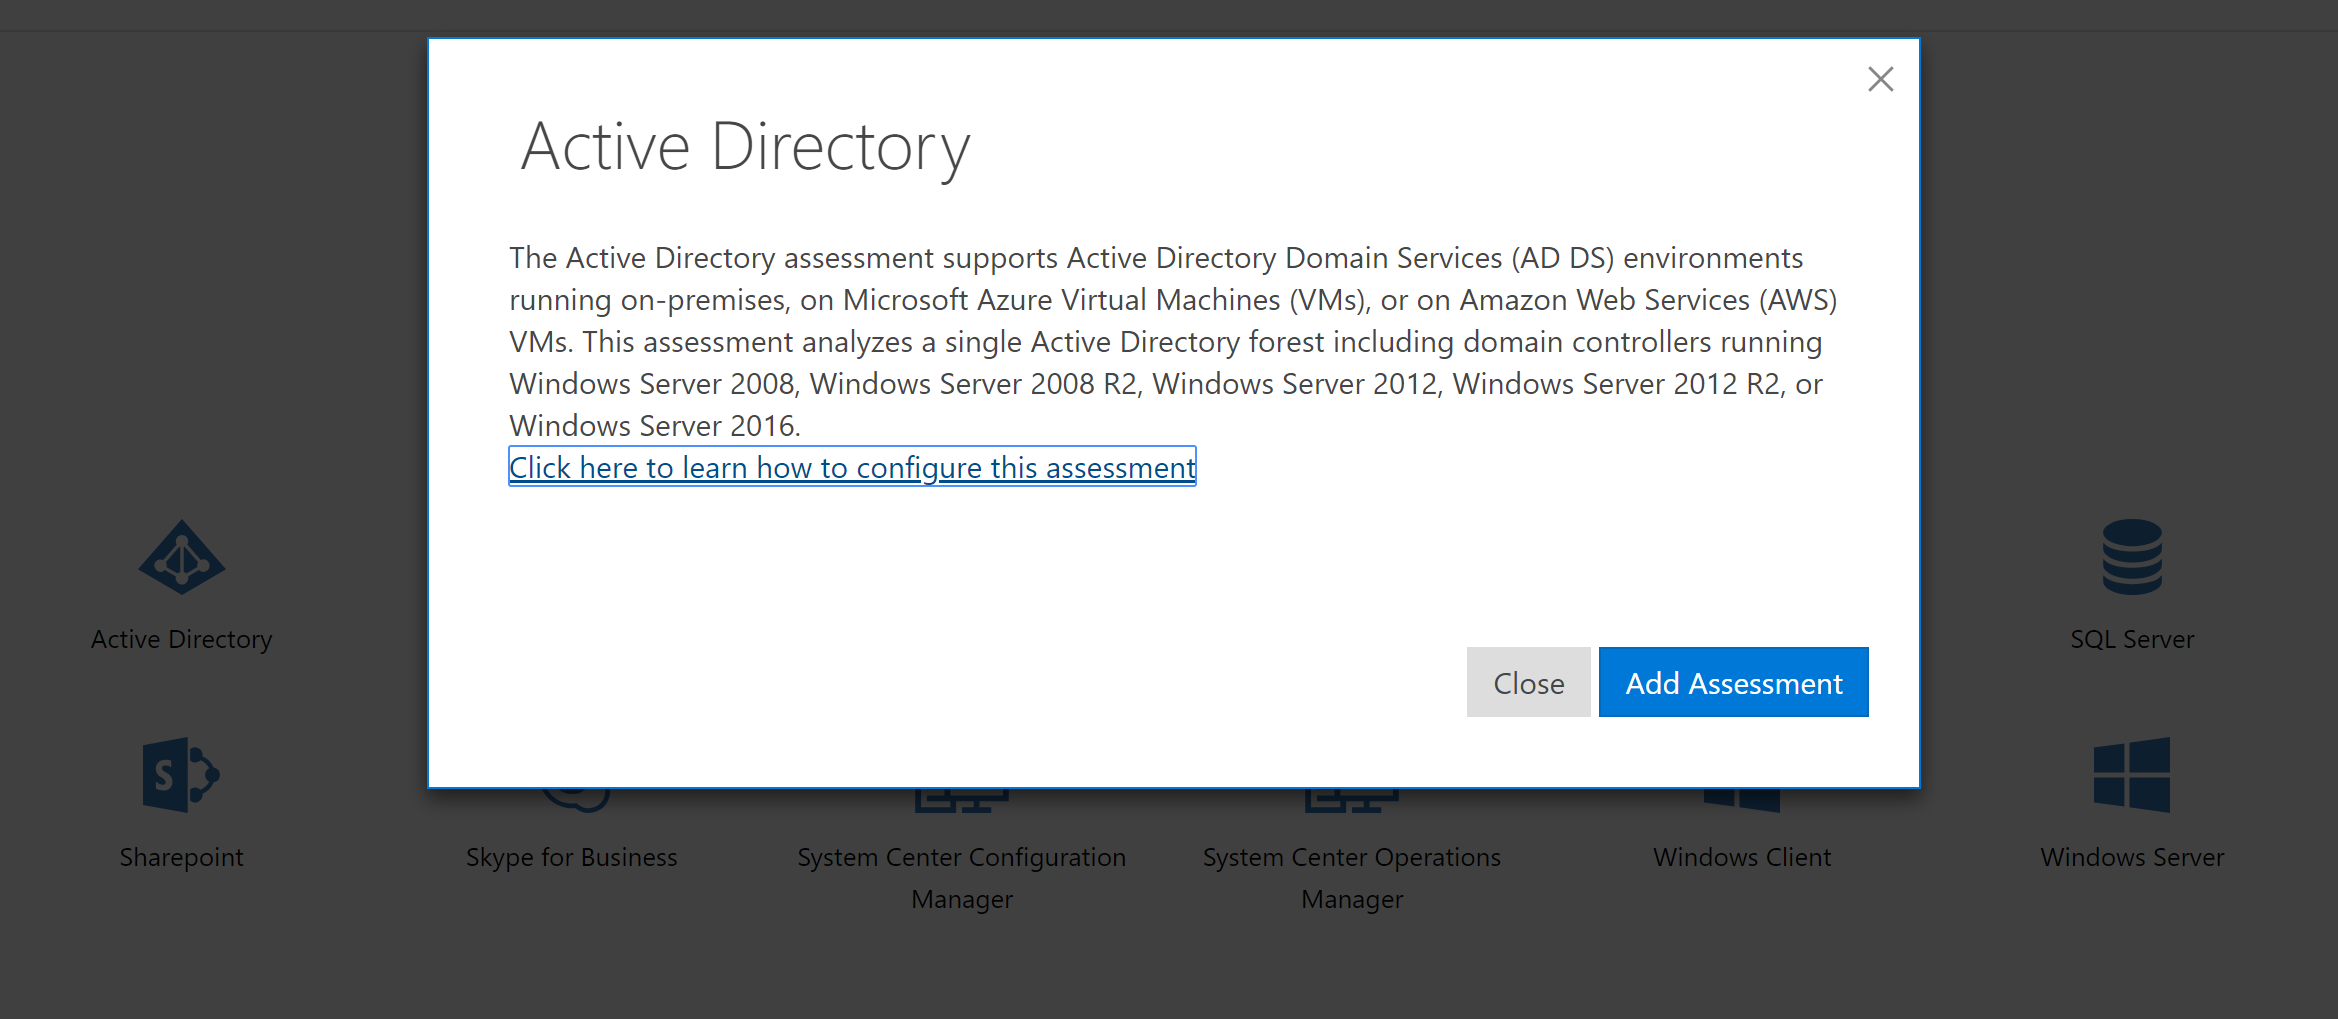 Active Directory
The Active Directory assessment supports Active Directory Domain Services (AD DS) environments
running on-premises, on Microsoft Azure Virtual Machines (VMs), or on Amazon Web Services (AWS)
VMs. This assessment analyzes a single Active Directory forest including domain controllers running
Windows Server 2008, Windows Server 2008 R2, Windows Server 2012, Windows Server 2012 R2, or
Windows Server 2016.
Click here to learn how to configure this assessment
Close
Add Assessment
Active Directory
SQL Server
S
Sharepoint
Skype for Business
System Center Configuration
Manager
System Center Operations
Manager
Windows Client
Windows Server